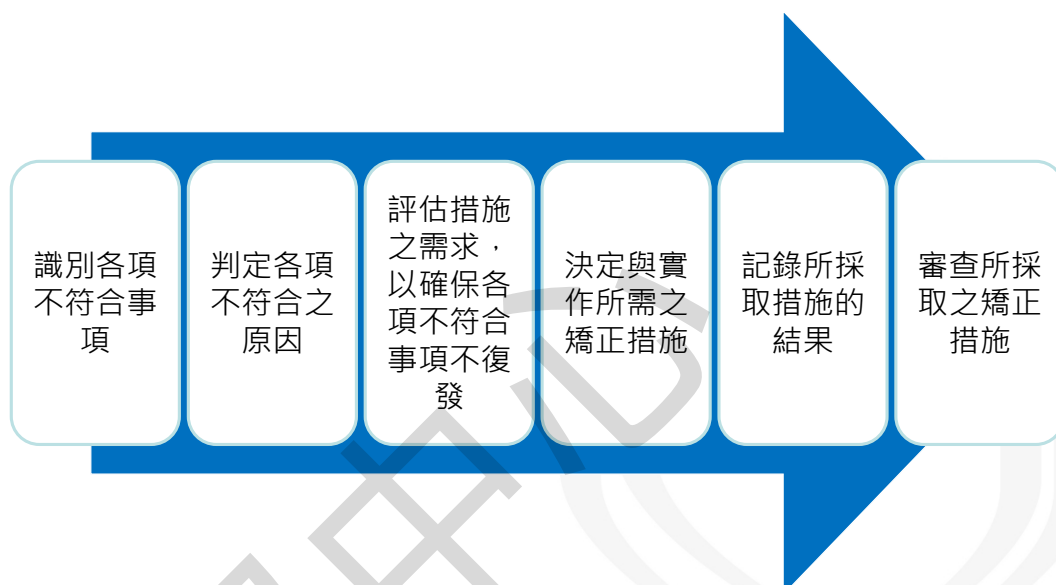 識別各項
不符合事
項
判定各項
不符合之
原因
評估措施
之需求，
以確保各
項不符合
事項不復
發
決定與實
作所需之
矯正措施
記錄所採
取措施的
結果
審查所採
取之矯正
措施
中心